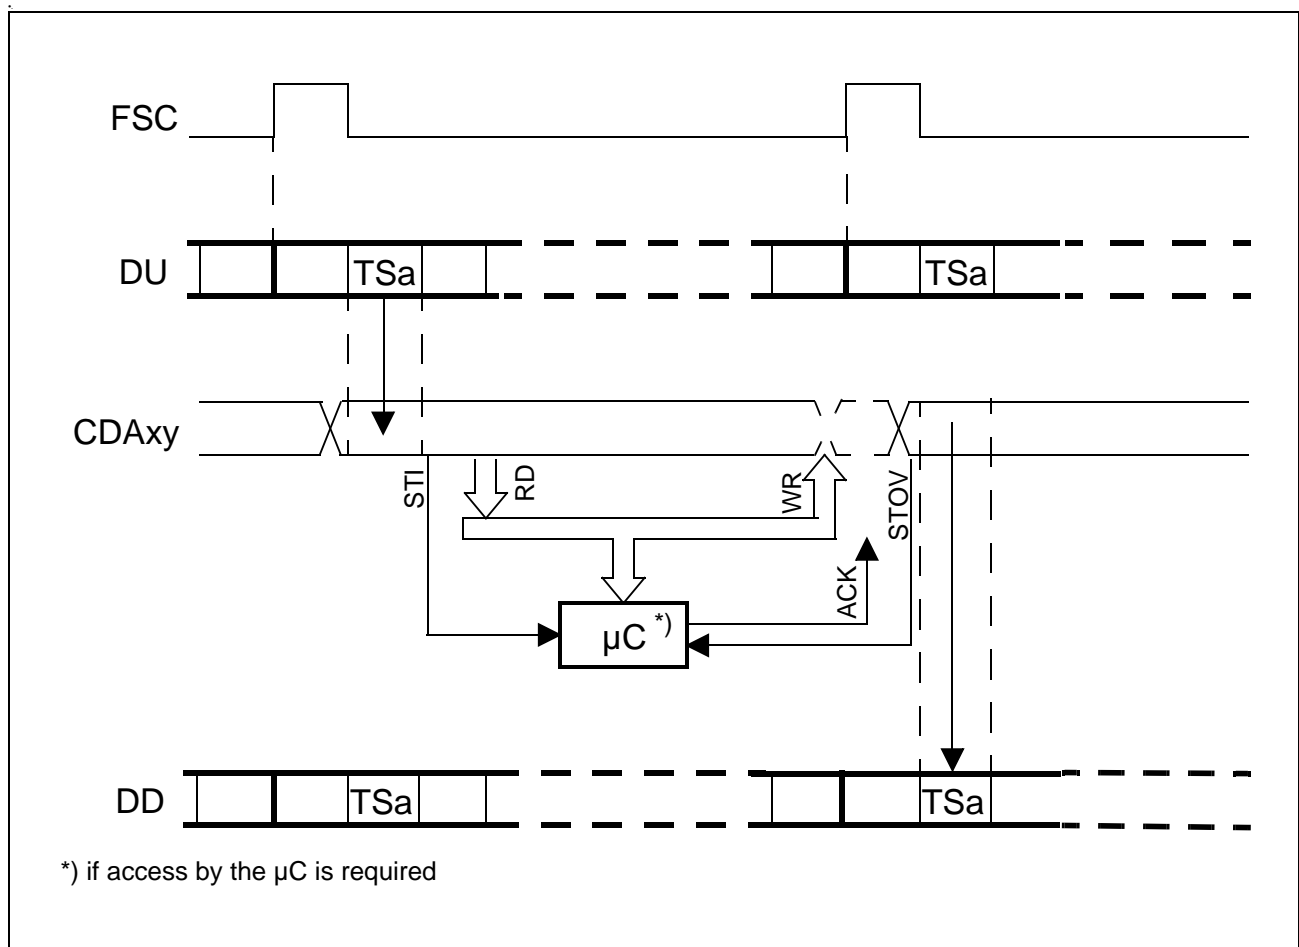 FSC
DU
TSa
TSa
CDAxy
STI
RD
WR
STOV
ACK
µC *)
DD
TSa
TSa
*) if access by the µC is required